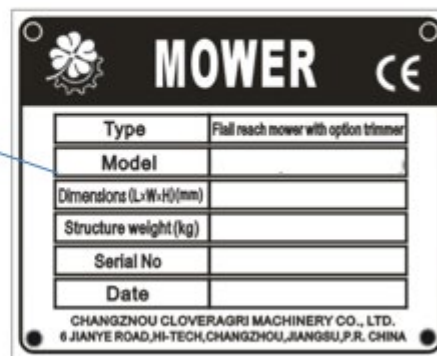 MOWER CE
Type Flail reach mower with option trimmer
Model
Dimensions (L×W×H)(mm)
Structure weight (kg)
Serial No
Date
CHANGZNOU CLOVERAGRI MACHINERY CO., LTD.
6 JIANYE ROAD,HI-TECH,CHANGZHOU,JIANGSU,P.R. CHINA